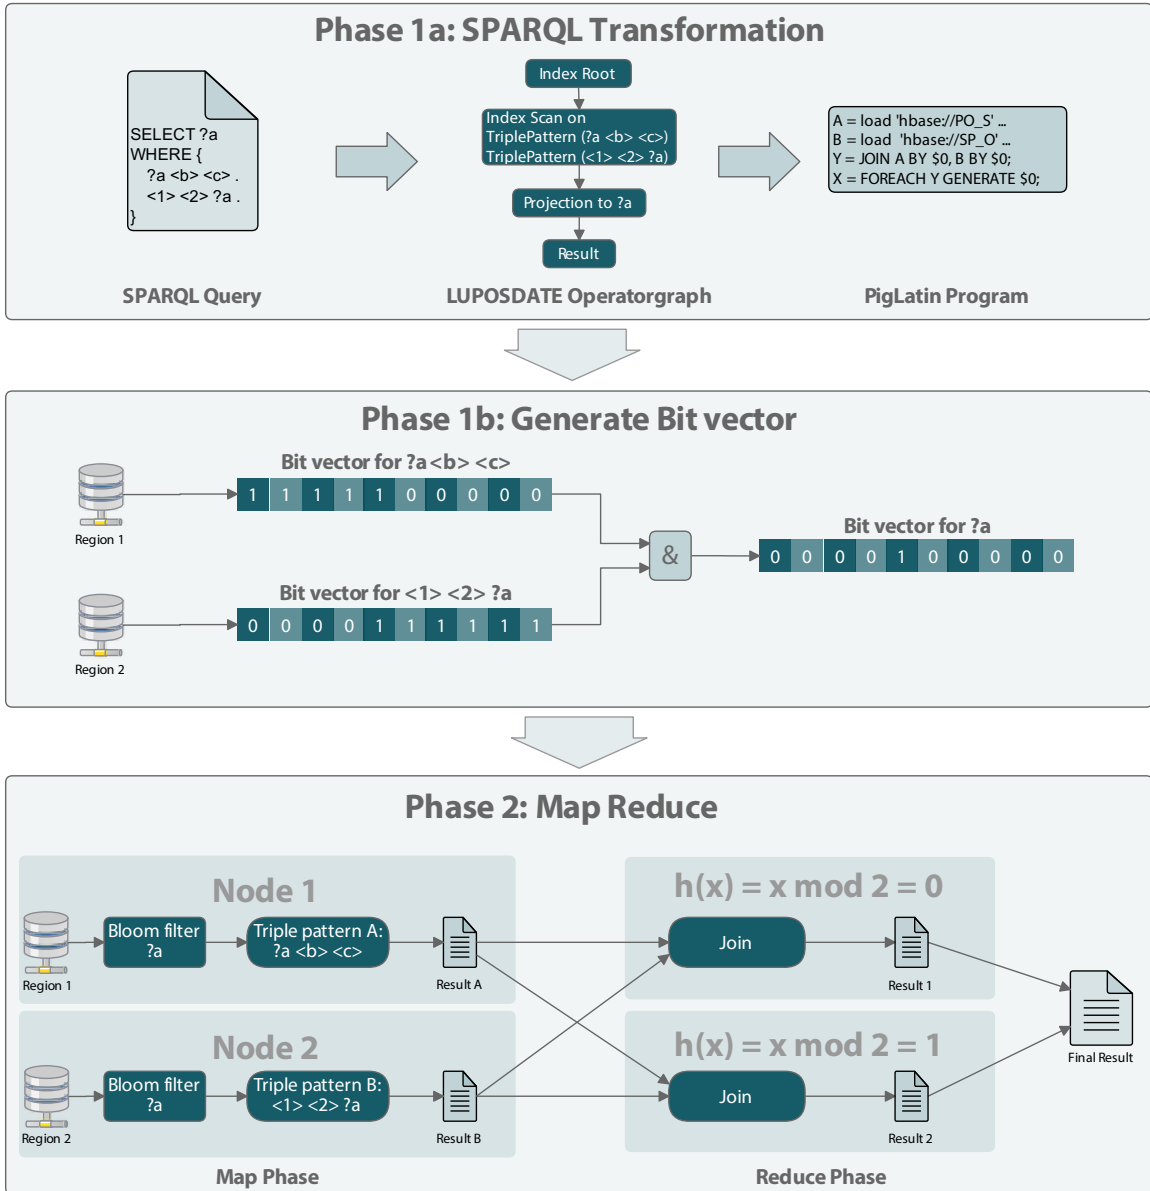 Phase 1a: SPARQL Transformation
SELECT ?a
WHERE {
?a <b> <c> .
<1> <2> ?a .
}
SPARQL Query
Index Root
Index Scan on
TriplePattern (?a <b> <c>)
TriplePattern (<1> <2> ?a)
Projection to ?a
Result
LUPOSDATE Operatorgraph
A = load 'hbase://PO_S' ...
B = load  'hbase://SP_O' ...
Y = JOIN A BY $0, B BY $0;
X = FOREACH Y GENERATE $0;
PigLatin Program
Phase 1b: Generate Bit vector
Region 1
Bit vector for ?a <b> <c>
1 1 1 1 1 0 0 0 0 0
Region 2
Bit vector for <1> <2> ?a
0 0 0 0 1 1 1 1 1 1
&
Bit vector for ?a
0 0 0 0 1 0 0 0 0 0
Phase 2: Map Reduce
Node 1
Region 1
Bloom filter
?a
Triple pattern A:
?a <b> <c>
Result A
Node 2
Region 2
Bloom filter
?a
Triple pattern B:
<1> <2> ?a
Result B
Map Phase
h(x) = x mod 2 = 0
Join
Result 1
h(x) = x mod 2 = 1
Join
Result 2
Reduce Phase
Final Result